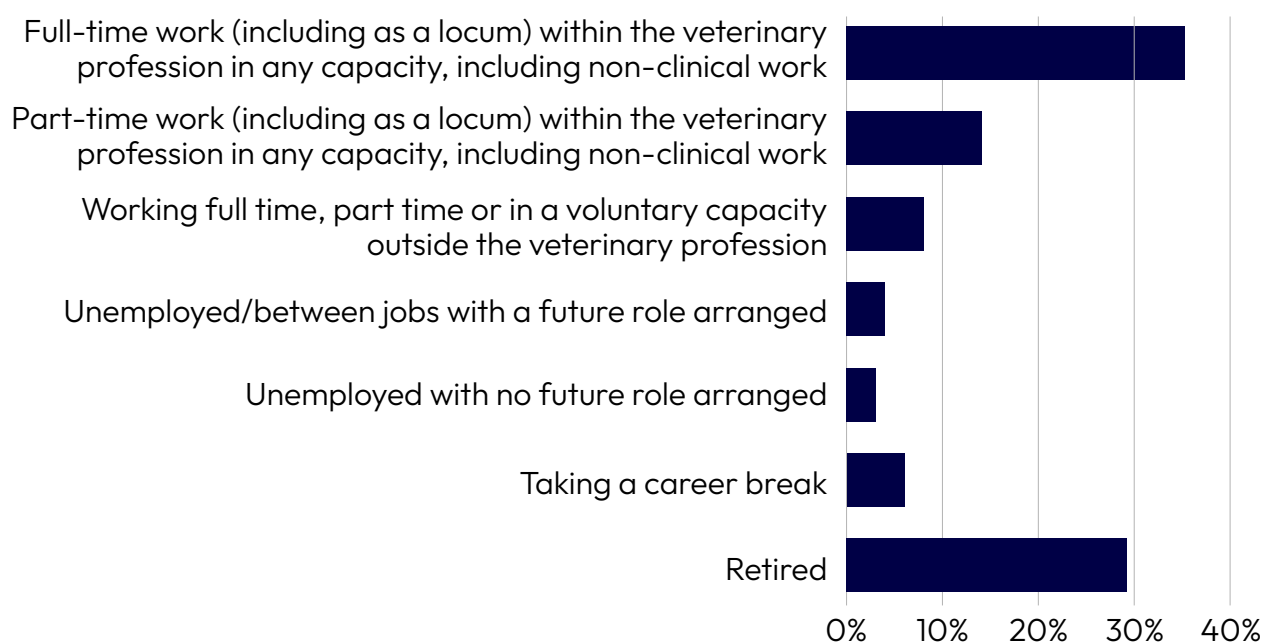 Full-time work (including as a locum) within the veterinary
profession in any capacity, including non-clinical work
Part-time work (including as a locum) within the veterinary
profession in any capacity, including non-clinical work
Working full time, part time or in a voluntary capacity
outside the veterinary profession
Unemployed/between jobs with a future role arranged
Unemployed with no future role arranged
Taking a career break
Retired
0% 10% 20% 30% 40%